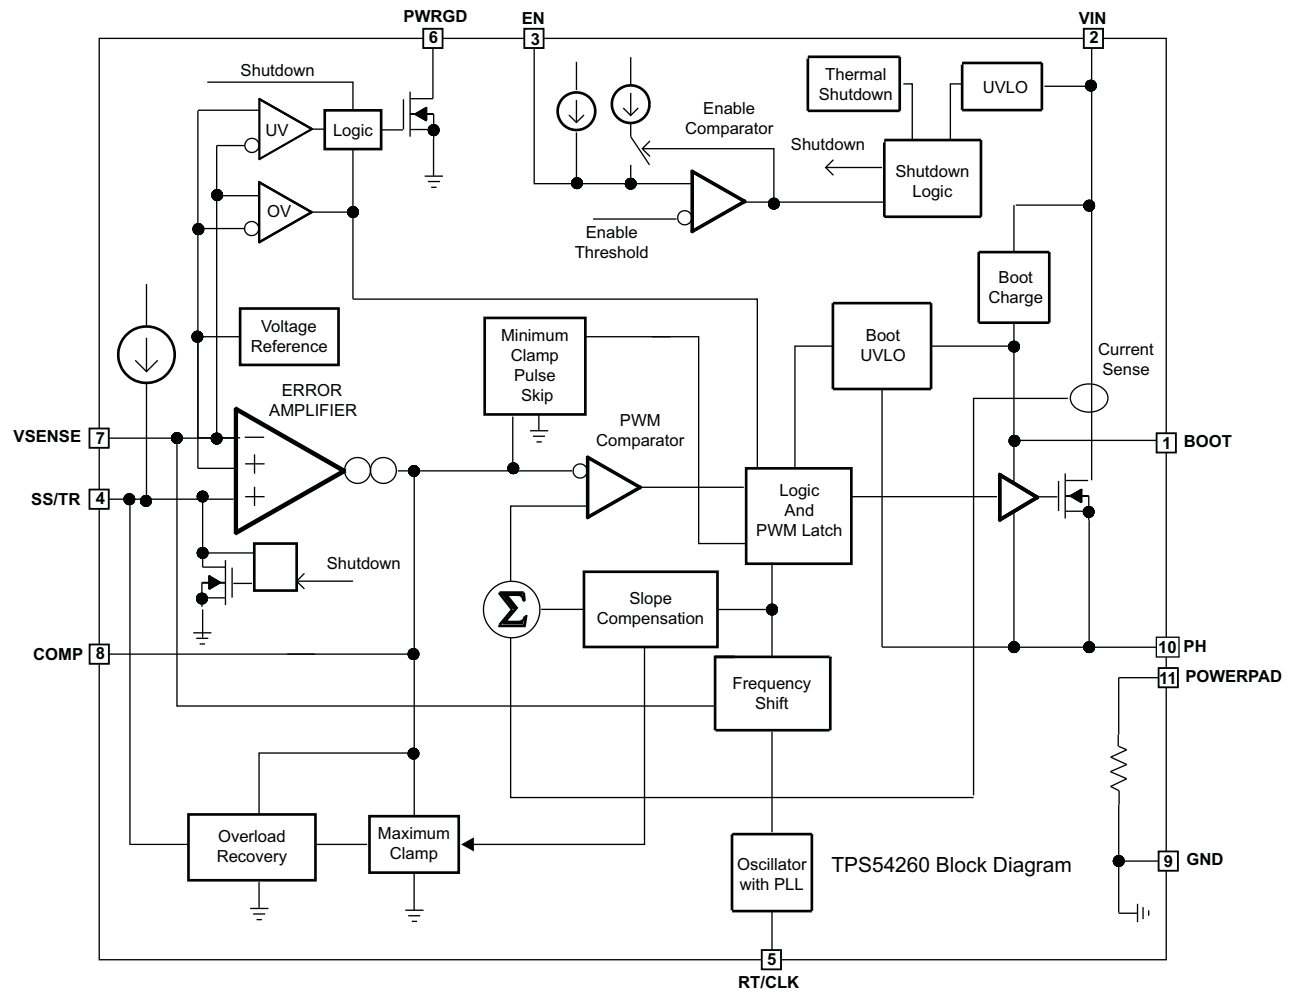 PWRGD
EN
VIN
6
3
2
Shutdown
Thermal
Shutdown
UVLO
Enable
Comparator
UV
Logic
Shutdown
Shutdown
Logic
OV
Enable
Threshold
Boot
Charge
Voltage
Reference
Minimum
Clamp
Pulse
Skip
Boot
UVLO
Current
Sense
ERROR
AMPLIFIER
PWM
Comparator
VSENSE
7
−
+
+
1
BOOT
SS/TR
4
Logic
And
PWM Latch
Shutdown
Slope
Compensation
Σ
COMP
8
10
PH
11
POWERPAD
Frequency
Shift
Overload
Recovery
Maximum
Clamp
Oscillator
with PLL
TPS54260 Block Diagram
9
GND
5
RT/CLK